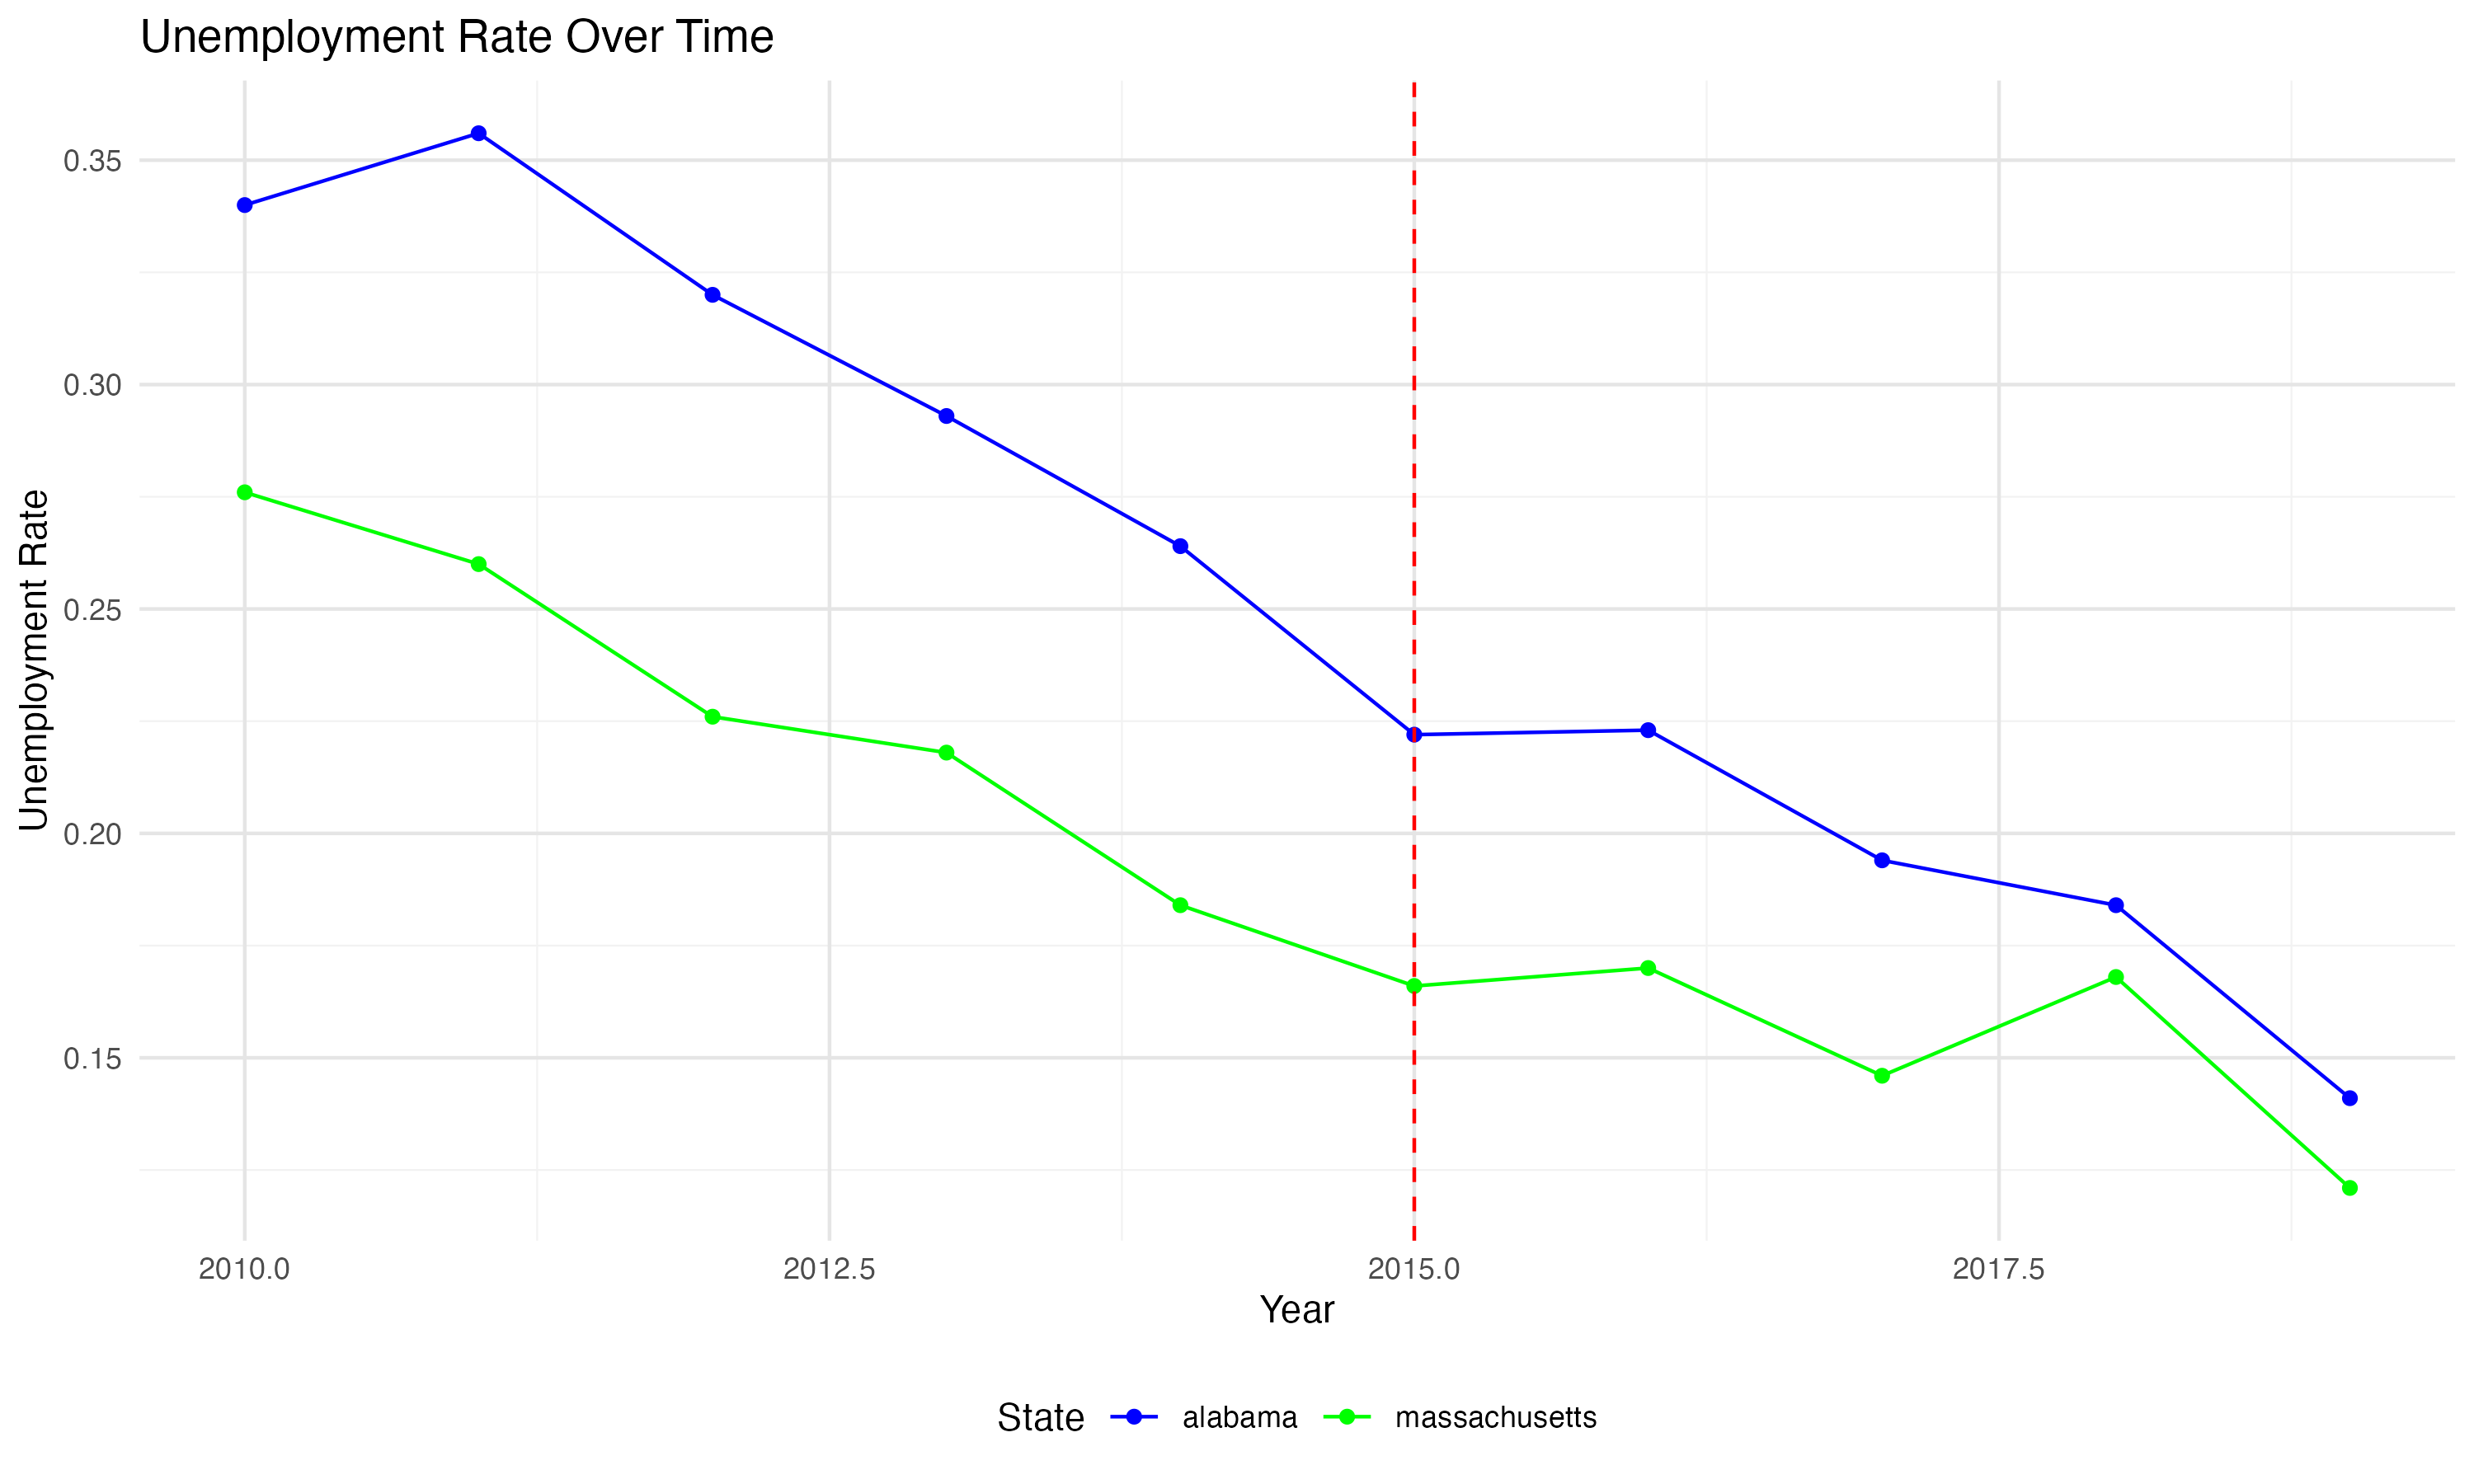 Unemployment Rate Over Time
Unemployment Rate
0.35
0.30
0.25
0.20
0.15
2010.0 2012.5 2015.0 2017.5
Year
State alabama massachusetts